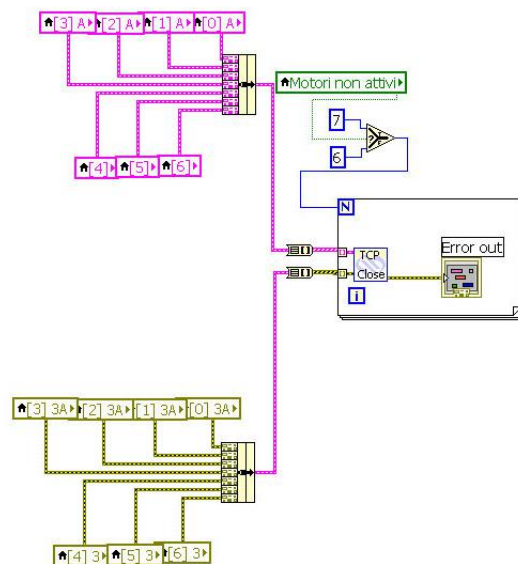 [3] A [2] A [1] A [0] A
Motori non attivi
7
[4] [5] [6]
6
N
Error out
TCP
Close
i
[3] 3A [2] 3A [1] 3A [0] 3A
[4] 3 [5] 3 [6] 3